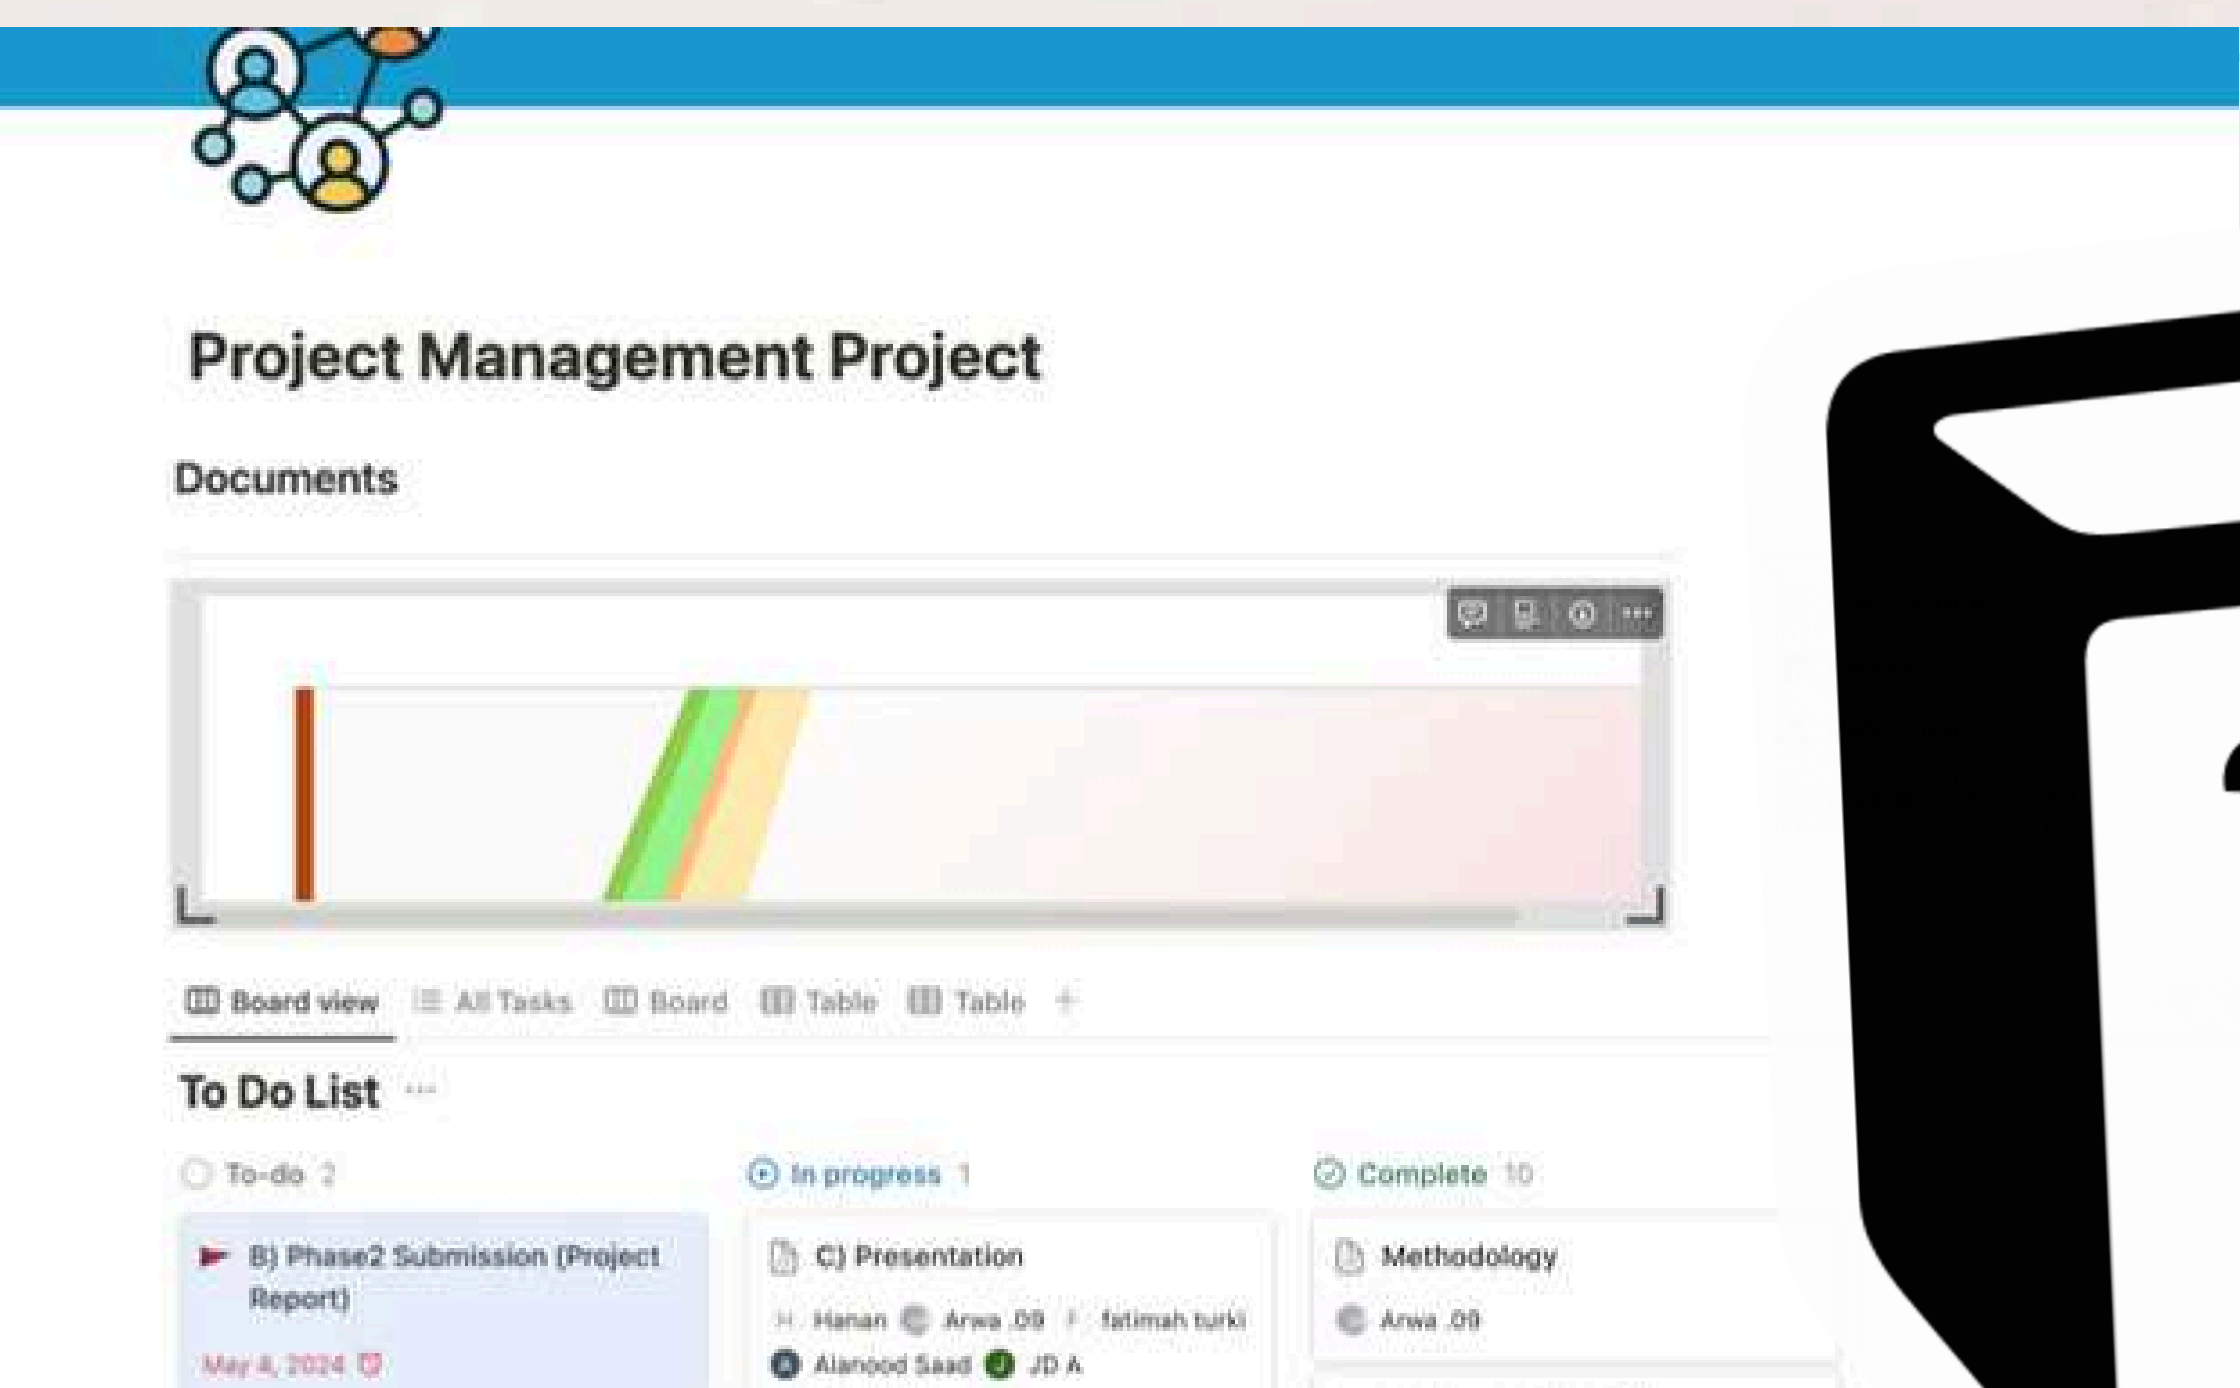 Project Management Project
Documents
Board view All Tasks Board Table Table +
To Do List ...
To-do 2 In progress 1 Complete 10
B) Phase2 Submission (Project
Report)
May 4, 2024
C) Presentation
H Hanan Arwa .09 F fatimah turki
A Alanood Saad J JD A
Methodology
Arwa .09